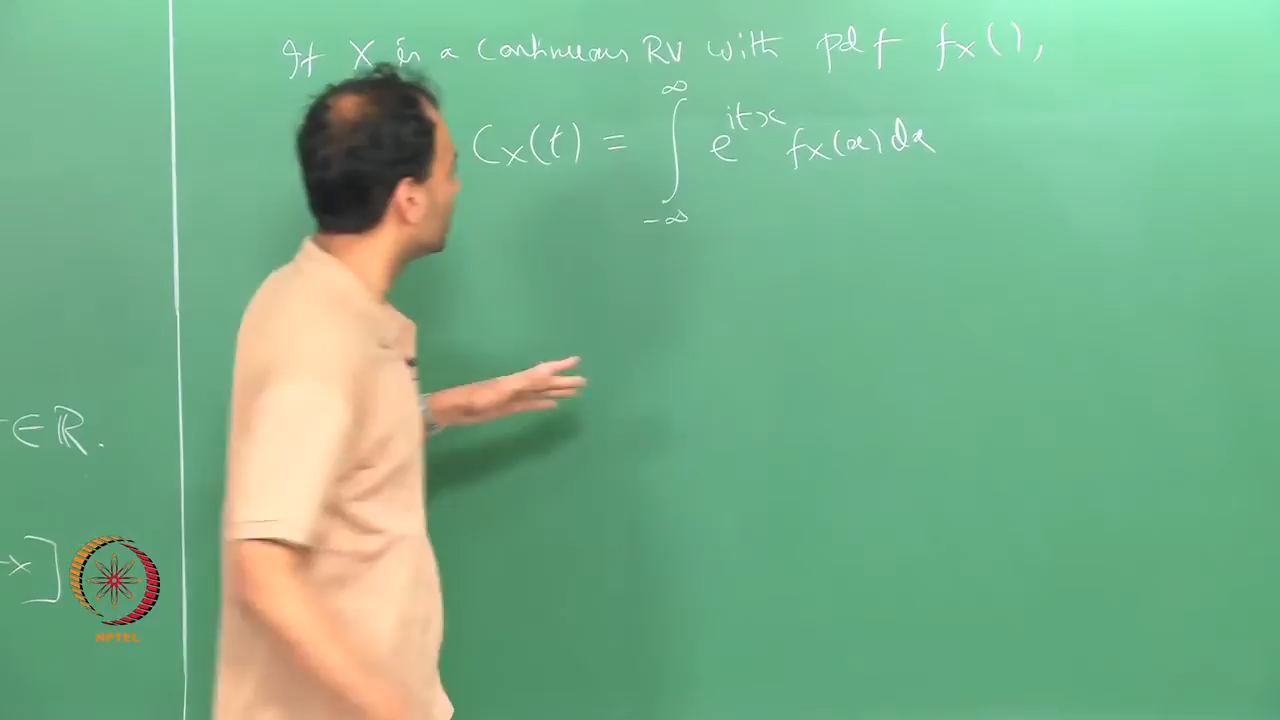 If X is a continuous RV with pdf fX(),
CX(t) = ∫_{-∞}^{∞} e^{itx} fX(x) dx
∈ ℝ.
x]
NPTEL